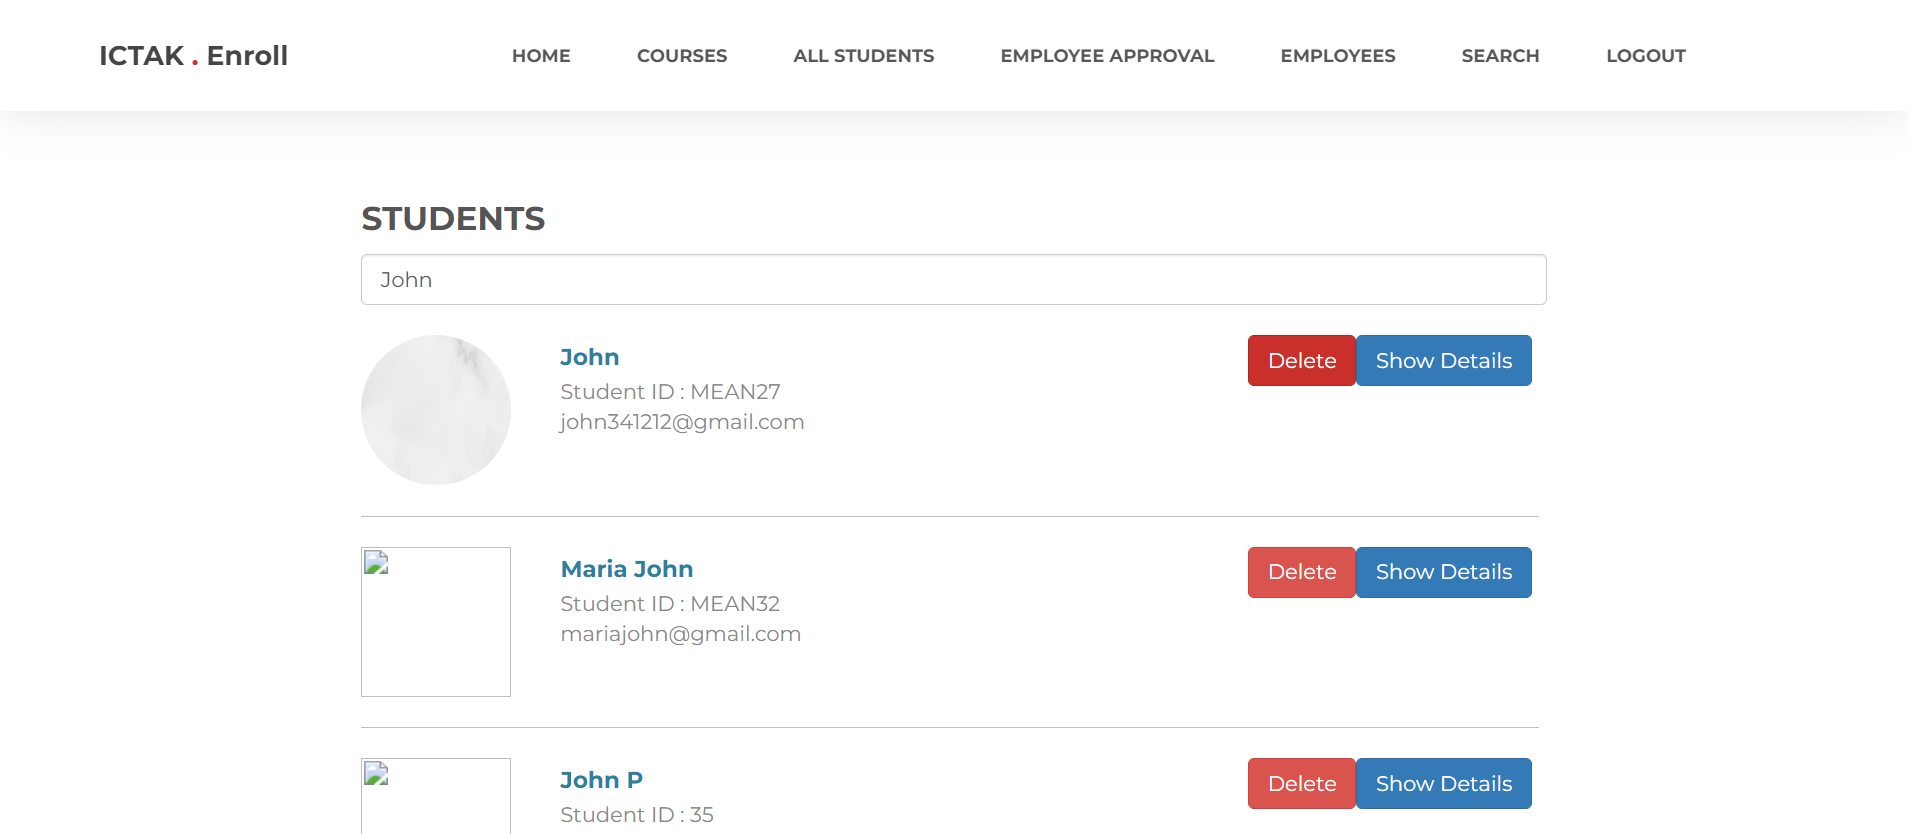 ICTAK . Enroll HOME COURSES ALL STUDENTS EMPLOYEE APPROVAL EMPLOYEES SEARCH LOGOUT
STUDENTS
John
John
Student ID : MEAN27
john341212@gmail.com
Delete Show Details
Maria John
Student ID : MEAN32
mariajohn@gmail.com
Delete Show Details
John P
Student ID : 35
Delete Show Details